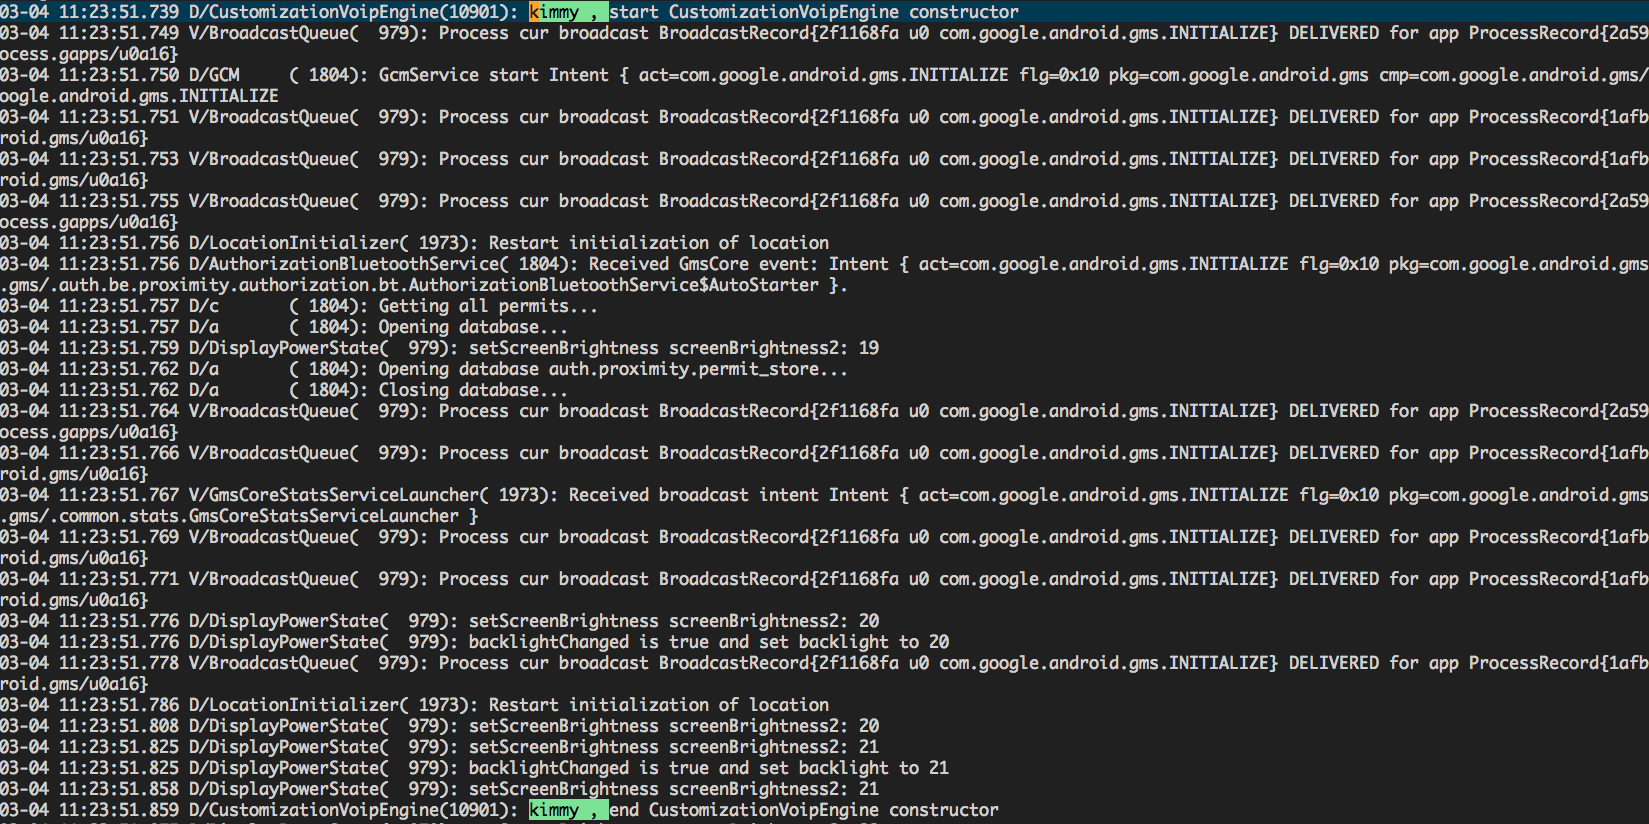 03-04 11:23:51.739 D/CustomizationVoipEngine(10901): kimmy , start CustomizationVoipEngine constructor
03-04 11:23:51.749 V/BroadcastQueue(  979): Process cur broadcast BroadcastRecord{2f1168fa u0 com.google.android.gms.INITIALIZE} DELIVERED for app ProcessRecord{2a59
ocess.gapps/u0a16}
03-04 11:23:51.750 D/GCM     ( 1804): GcmService start Intent { act=com.google.android.gms.INITIALIZE flg=0x10 pkg=com.google.android.gms cmp=com.google.android.gms/
oogle.android.gms.INITIALIZE
03-04 11:23:51.751 V/BroadcastQueue(  979): Process cur broadcast BroadcastRecord{2f1168fa u0 com.google.android.gms.INITIALIZE} DELIVERED for app ProcessRecord{1afb
roid.gms/u0a16}
03-04 11:23:51.753 V/BroadcastQueue(  979): Process cur broadcast BroadcastRecord{2f1168fa u0 com.google.android.gms.INITIALIZE} DELIVERED for app ProcessRecord{1afb
roid.gms/u0a16}
03-04 11:23:51.755 V/BroadcastQueue(  979): Process cur broadcast BroadcastRecord{2f1168fa u0 com.google.android.gms.INITIALIZE} DELIVERED for app ProcessRecord{2a59
ocess.gapps/u0a16}
03-04 11:23:51.756 D/LocationInitializer( 1973): Restart initialization of location
03-04 11:23:51.756 D/AuthorizationBluetoothService( 1804): Received GmsCore event: Intent { act=com.google.android.gms.INITIALIZE flg=0x10 pkg=com.google.android.gms
.gms/.auth.be.proximity.authorization.bt.AuthorizationBluetoothService$AutoStarter }.
03-04 11:23:51.757 D/c       ( 1804): Getting all permits...
03-04 11:23:51.757 D/a       ( 1804): Opening database...
03-04 11:23:51.759 D/DisplayPowerState(  979): setScreenBrightness screenBrightness2: 19
03-04 11:23:51.762 D/a       ( 1804): Opening database auth.proximity.permit_store...
03-04 11:23:51.762 D/a       ( 1804): Closing database...
03-04 11:23:51.764 V/BroadcastQueue(  979): Process cur broadcast BroadcastRecord{2f1168fa u0 com.google.android.gms.INITIALIZE} DELIVERED for app ProcessRecord{2a59
ocess.gapps/u0a16}
03-04 11:23:51.766 V/BroadcastQueue(  979): Process cur broadcast BroadcastRecord{2f1168fa u0 com.google.android.gms.INITIALIZE} DELIVERED for app ProcessRecord{1afb
roid.gms/u0a16}
03-04 11:23:51.767 V/GmsCoreStatsServiceLauncher( 1973): Received broadcast intent Intent { act=com.google.android.gms.INITIALIZE flg=0x10 pkg=com.google.android.gms
.gms/.common.stats.GmsCoreStatsServiceLauncher }
03-04 11:23:51.769 V/BroadcastQueue(  979): Process cur broadcast BroadcastRecord{2f1168fa u0 com.google.android.gms.INITIALIZE} DELIVERED for app ProcessRecord{1afb
roid.gms/u0a16}
03-04 11:23:51.771 V/BroadcastQueue(  979): Process cur broadcast BroadcastRecord{2f1168fa u0 com.google.android.gms.INITIALIZE} DELIVERED for app ProcessRecord{1afb
roid.gms/u0a16}
03-04 11:23:51.776 D/DisplayPowerState(  979): setScreenBrightness screenBrightness2: 20
03-04 11:23:51.776 D/DisplayPowerState(  979): backlightChanged is true and set backlight to 20
03-04 11:23:51.778 V/BroadcastQueue(  979): Process cur broadcast BroadcastRecord{2f1168fa u0 com.google.android.gms.INITIALIZE} DELIVERED for app ProcessRecord{1afb
roid.gms/u0a16}
03-04 11:23:51.786 D/LocationInitializer( 1973): Restart initialization of location
03-04 11:23:51.808 D/DisplayPowerState(  979): setScreenBrightness screenBrightness2: 20
03-04 11:23:51.825 D/DisplayPowerState(  979): setScreenBrightness screenBrightness2: 21
03-04 11:23:51.825 D/DisplayPowerState(  979): backlightChanged is true and set backlight to 21
03-04 11:23:51.858 D/DisplayPowerState(  979): setScreenBrightness screenBrightness2: 21
03-04 11:23:51.859 D/CustomizationVoipEngine(10901): kimmy , end CustomizationVoipEngine constructor